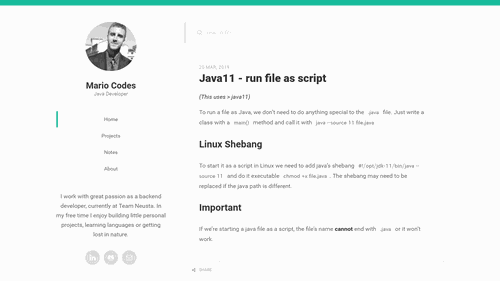 Mario Codes
Java Developer
Home
Projects
Notes
About
I work with great passion as a backend
developer, currently at Team Neusta. In
my free time I enjoy building little personal
projects, learning languages or getting
lost in nature.
25 MAR, 2019
Java11 - run file as script
(This uses > java11)
To run a file as Java, we don't need to do anything special to the .java file. Just write a
class with a main() method and call it with java --source 11 file.java
Linux Shebang
To start it as a script in Linux we need to add java's shebang #!/opt/jdk-11/bin/java --
source 11 and do it executable chmod +x file.java . The shebang may need to be
replaced if the java path is different.
Important
If we're starting a java file as a script, the file's name cannot end with .java or it won't
work.
SHARE